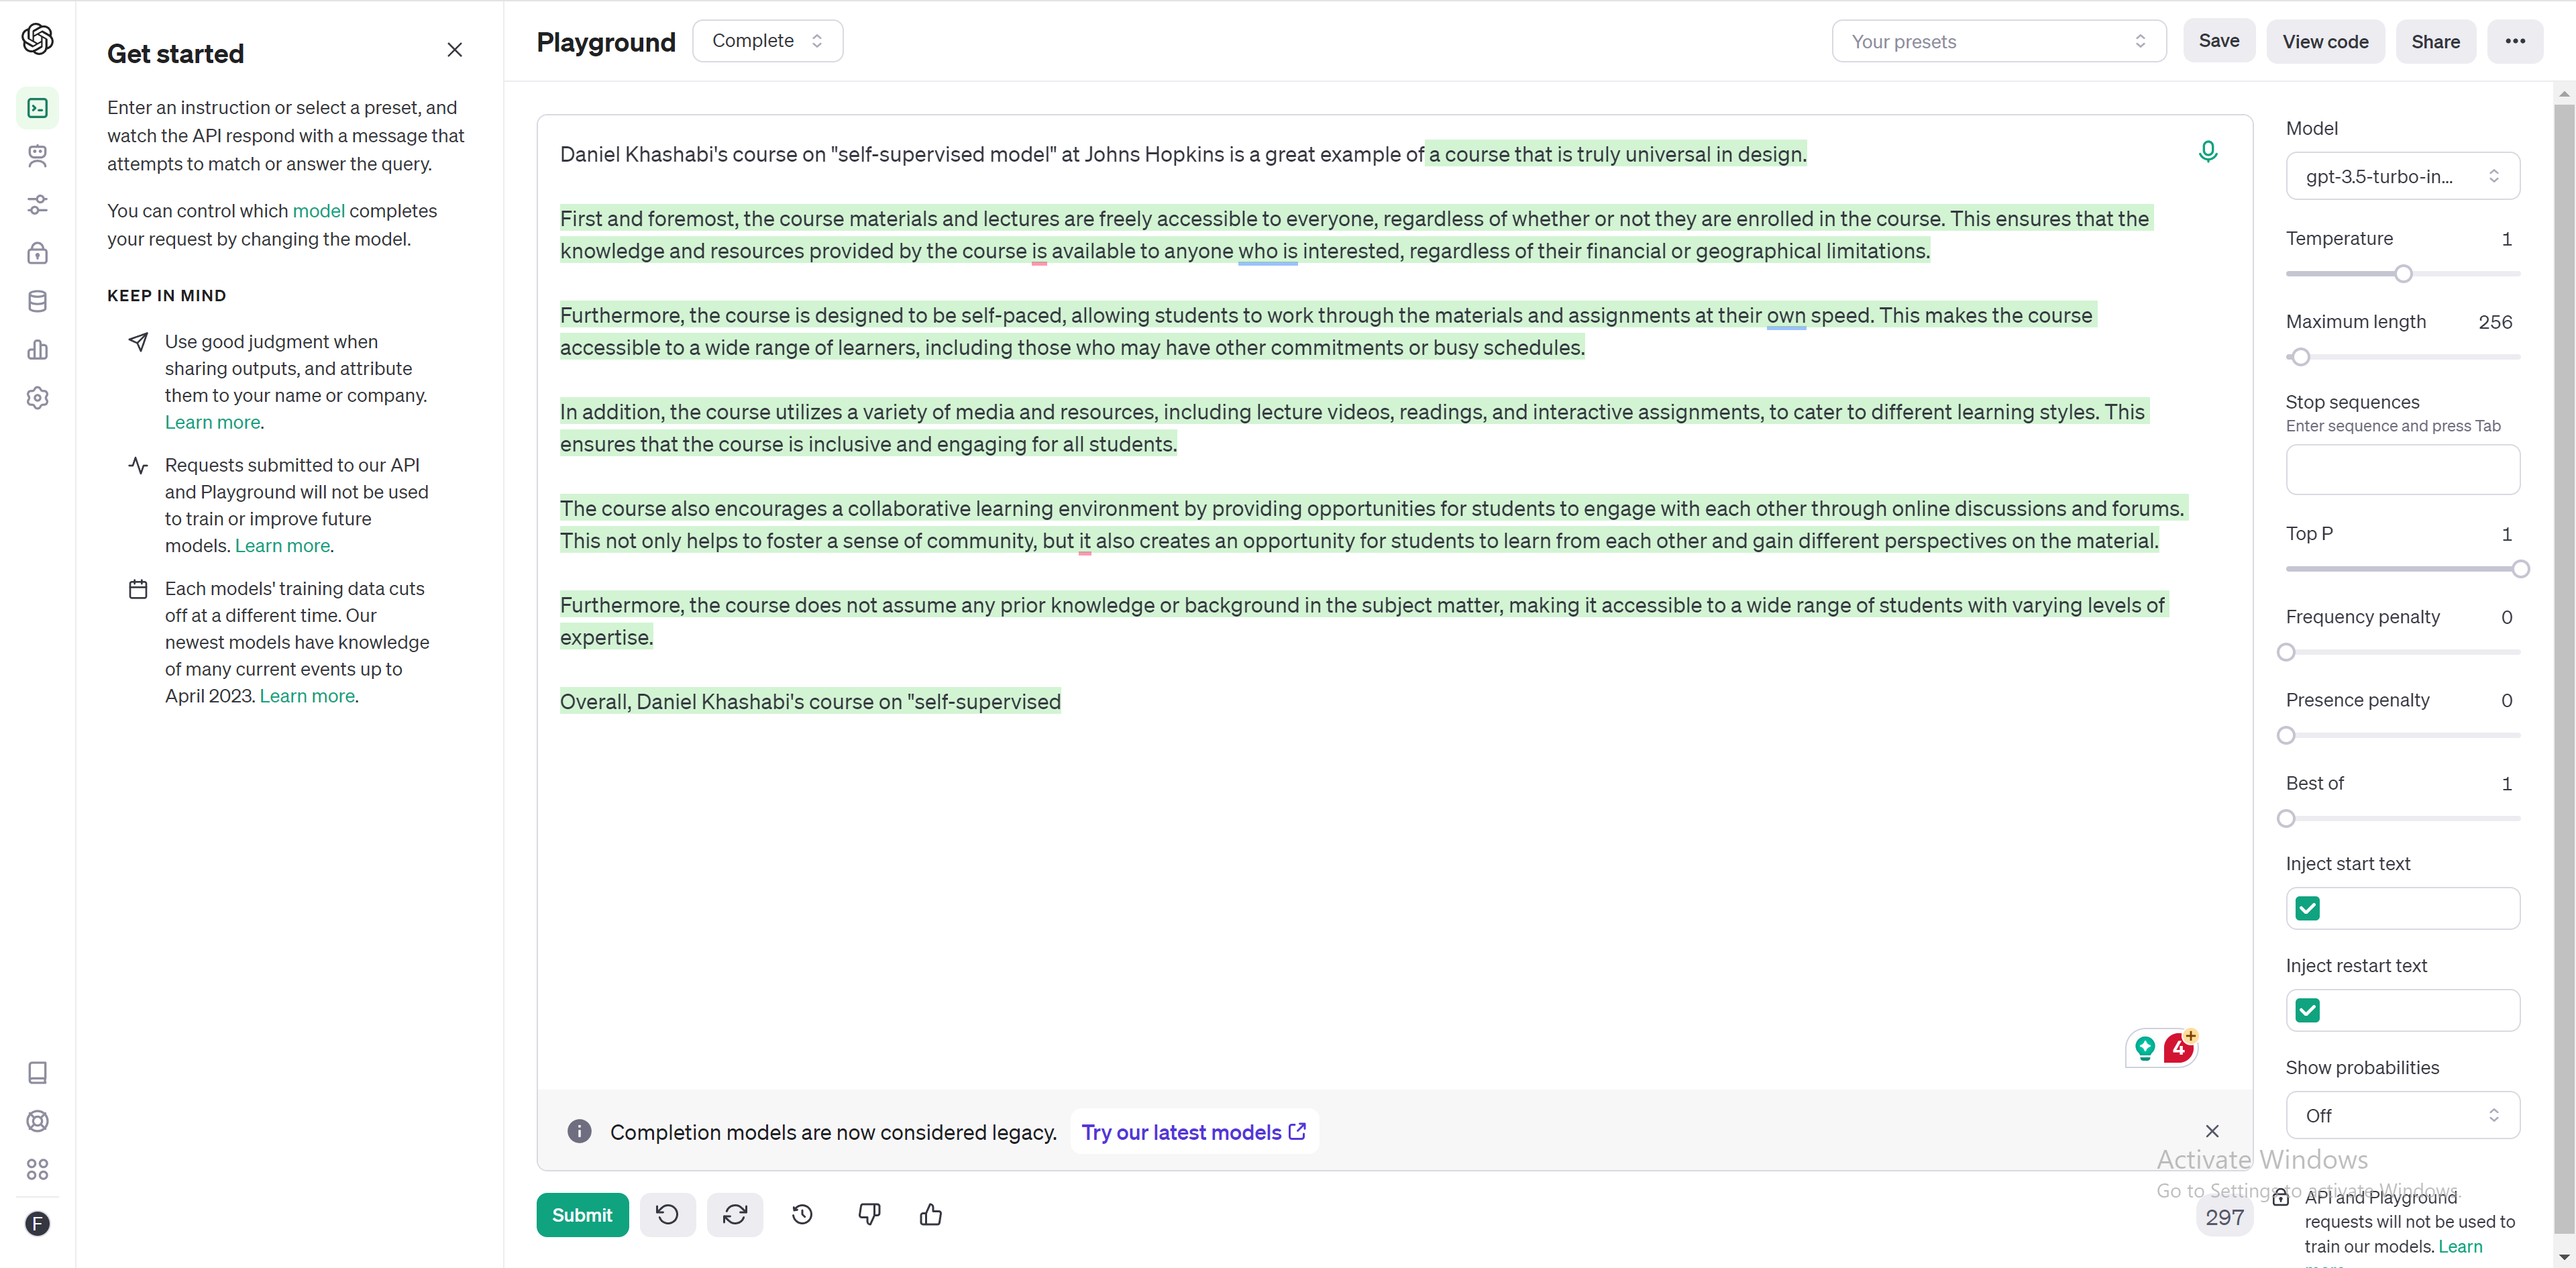 Get started
Enter an instruction or select a preset, and
watch the API respond with a message that
attempts to match or answer the query.
You can control which model completes
your request by changing the model.
KEEP IN MIND
Use good judgment when
sharing outputs, and attribute
them to your name or company.
Learn more.
Requests submitted to our API
and Playground will not be used
to train or improve future
models. Learn more.
Each models' training data cuts
off at a different time. Our
newest models have knowledge
of many current events up to
April 2023. Learn more.
F
Playground
Complete
Your presets
Save
View code
Share
Daniel Khashabi's course on "self-supervised model" at Johns Hopkins is a great example of a course that is truly universal in design.
First and foremost, the course materials and lectures are freely accessible to everyone, regardless of whether or not they are enrolled in the course. This ensures that the
knowledge and resources provided by the course is available to anyone who is interested, regardless of their financial or geographical limitations.
Furthermore, the course is designed to be self-paced, allowing students to work through the materials and assignments at their own speed. This makes the course
accessible to a wide range of learners, including those who may have other commitments or busy schedules.
In addition, the course utilizes a variety of media and resources, including lecture videos, readings, and interactive assignments, to cater to different learning styles. This
ensures that the course is inclusive and engaging for all students.
The course also encourages a collaborative learning environment by providing opportunities for students to engage with each other through online discussions and forums.
This not only helps to foster a sense of community, but it also creates an opportunity for students to learn from each other and gain different perspectives on the material.
Furthermore, the course does not assume any prior knowledge or background in the subject matter, making it accessible to a wide range of students with varying levels of
expertise.
Overall, Daniel Khashabi's course on "self-supervised
4
Completion models are now considered legacy. Try our latest models
Submit
297
Model
gpt-3.5-turbo-in...
Temperature 1
Maximum length 256
Stop sequences
Enter sequence and press Tab
Top P 1
Frequency penalty 0
Presence penalty 0
Best of 1
Inject start text
Inject restart text
Show probabilities
Off
Activate Windows
Go to Settings to activate Windows.
API and Playground
requests will not be used to
train our models. Learn